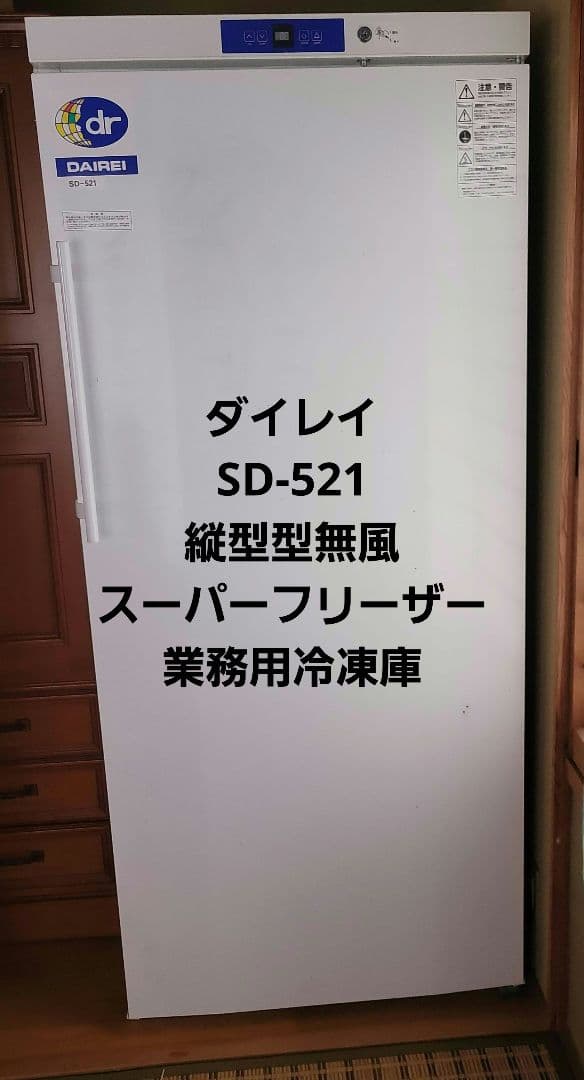 dr
DAIREI
SD-521
注意・警告
ダイレイ
SD-521
縦型型無風
スーパーフリーザー
業務用冷凍庫